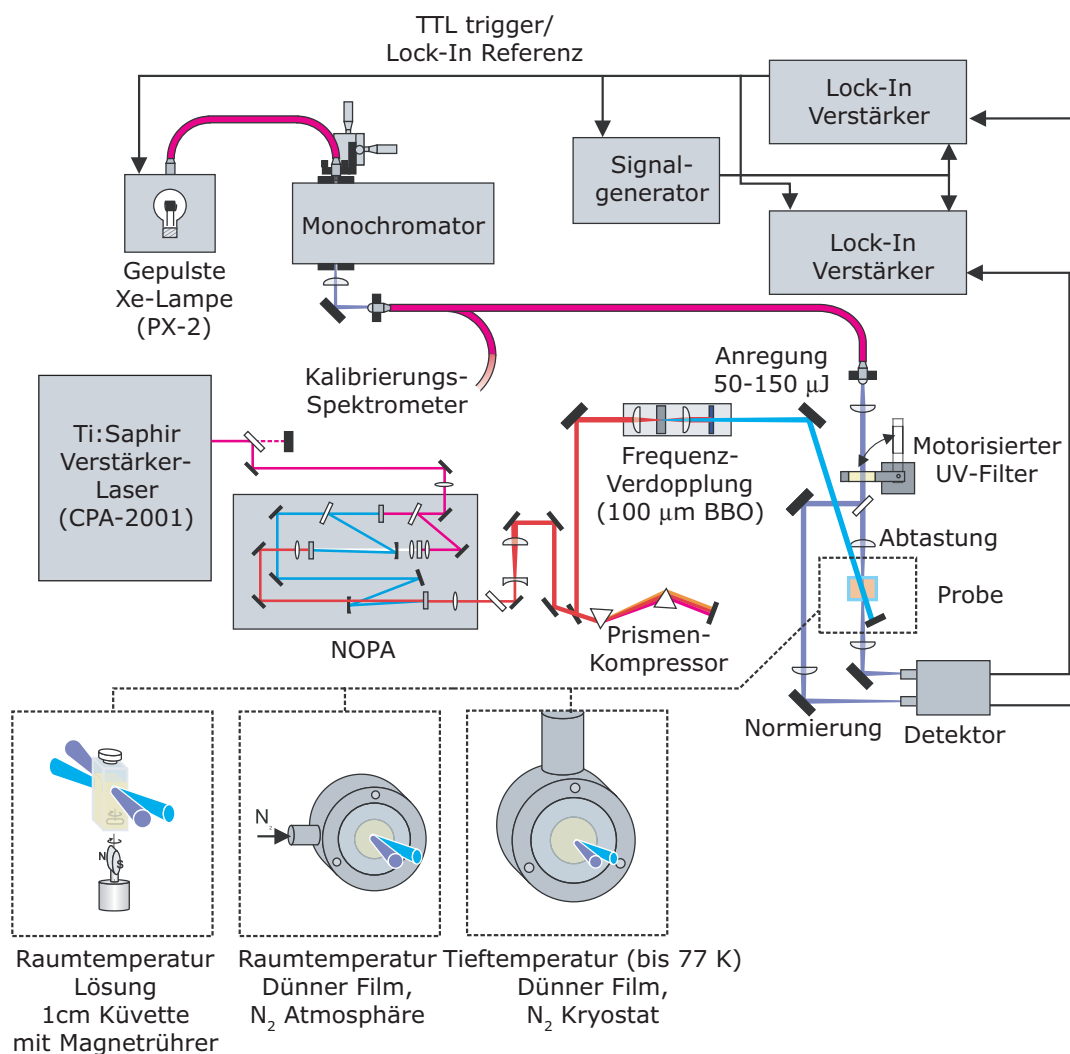 TTL trigger/
Lock-In Referenz
Lock-In
Verstärker
Signal-
generator
Monochromator
Lock-In
Verstärker
Gepulste
Xe-Lampe
(PX-2)
Anregung
50-150 μJ
Kalibrierungs-
Spektrometer
Ti:Saphir
Verstärker-
Laser
(CPA-2001)
Motorisierter
UV-Filter
Frequenz-
Verdopplung
(100 μm BBO)
Abtastung
Probe
NOPA
Prismen-
Kompressor
Normierung
Detektor
N₂
N
S
Raumtemperatur
Lösung
1cm Küvette
mit Magnetrührer
Raumtemperatur
Dünner Film,
N₂ Atmosphäre
Tieftemperatur (bis 77 K)
Dünner Film,
N₂ Kryostat